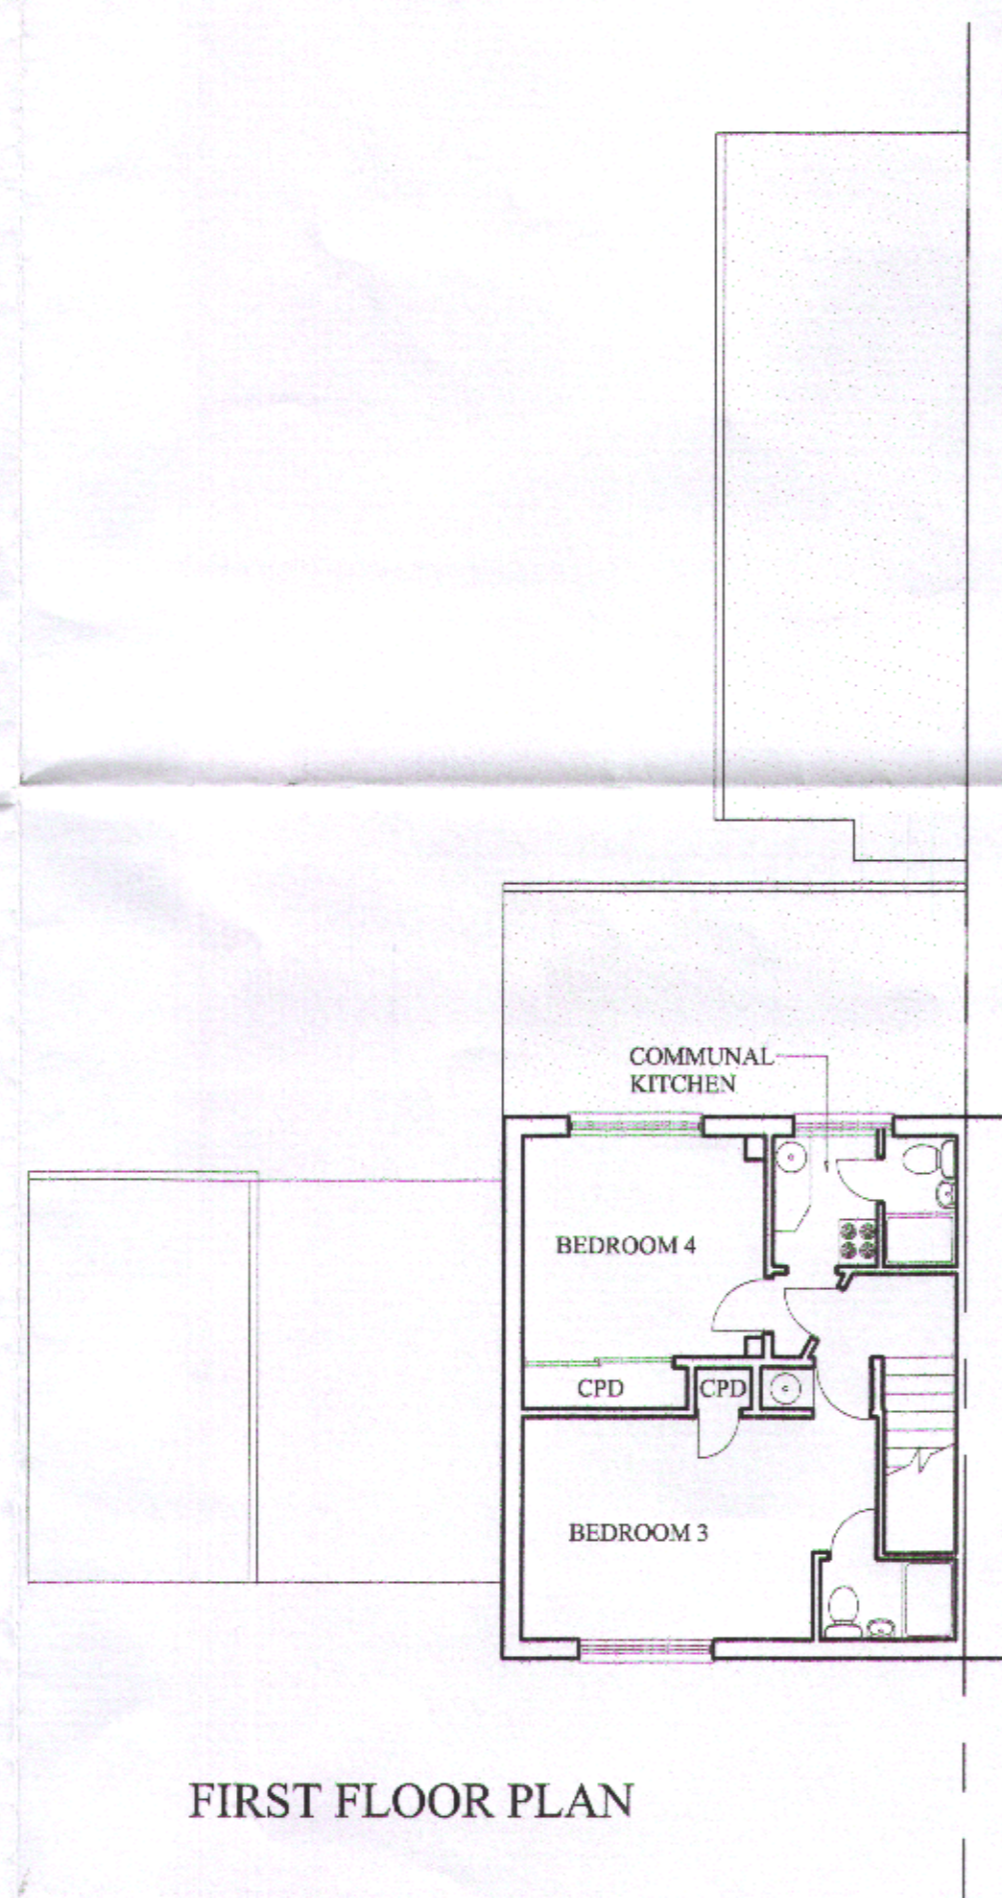 COMMUNAL
KITCHEN
BEDROOM 4
CPD
CPD
BEDROOM 3
FIRST FLOOR PLAN